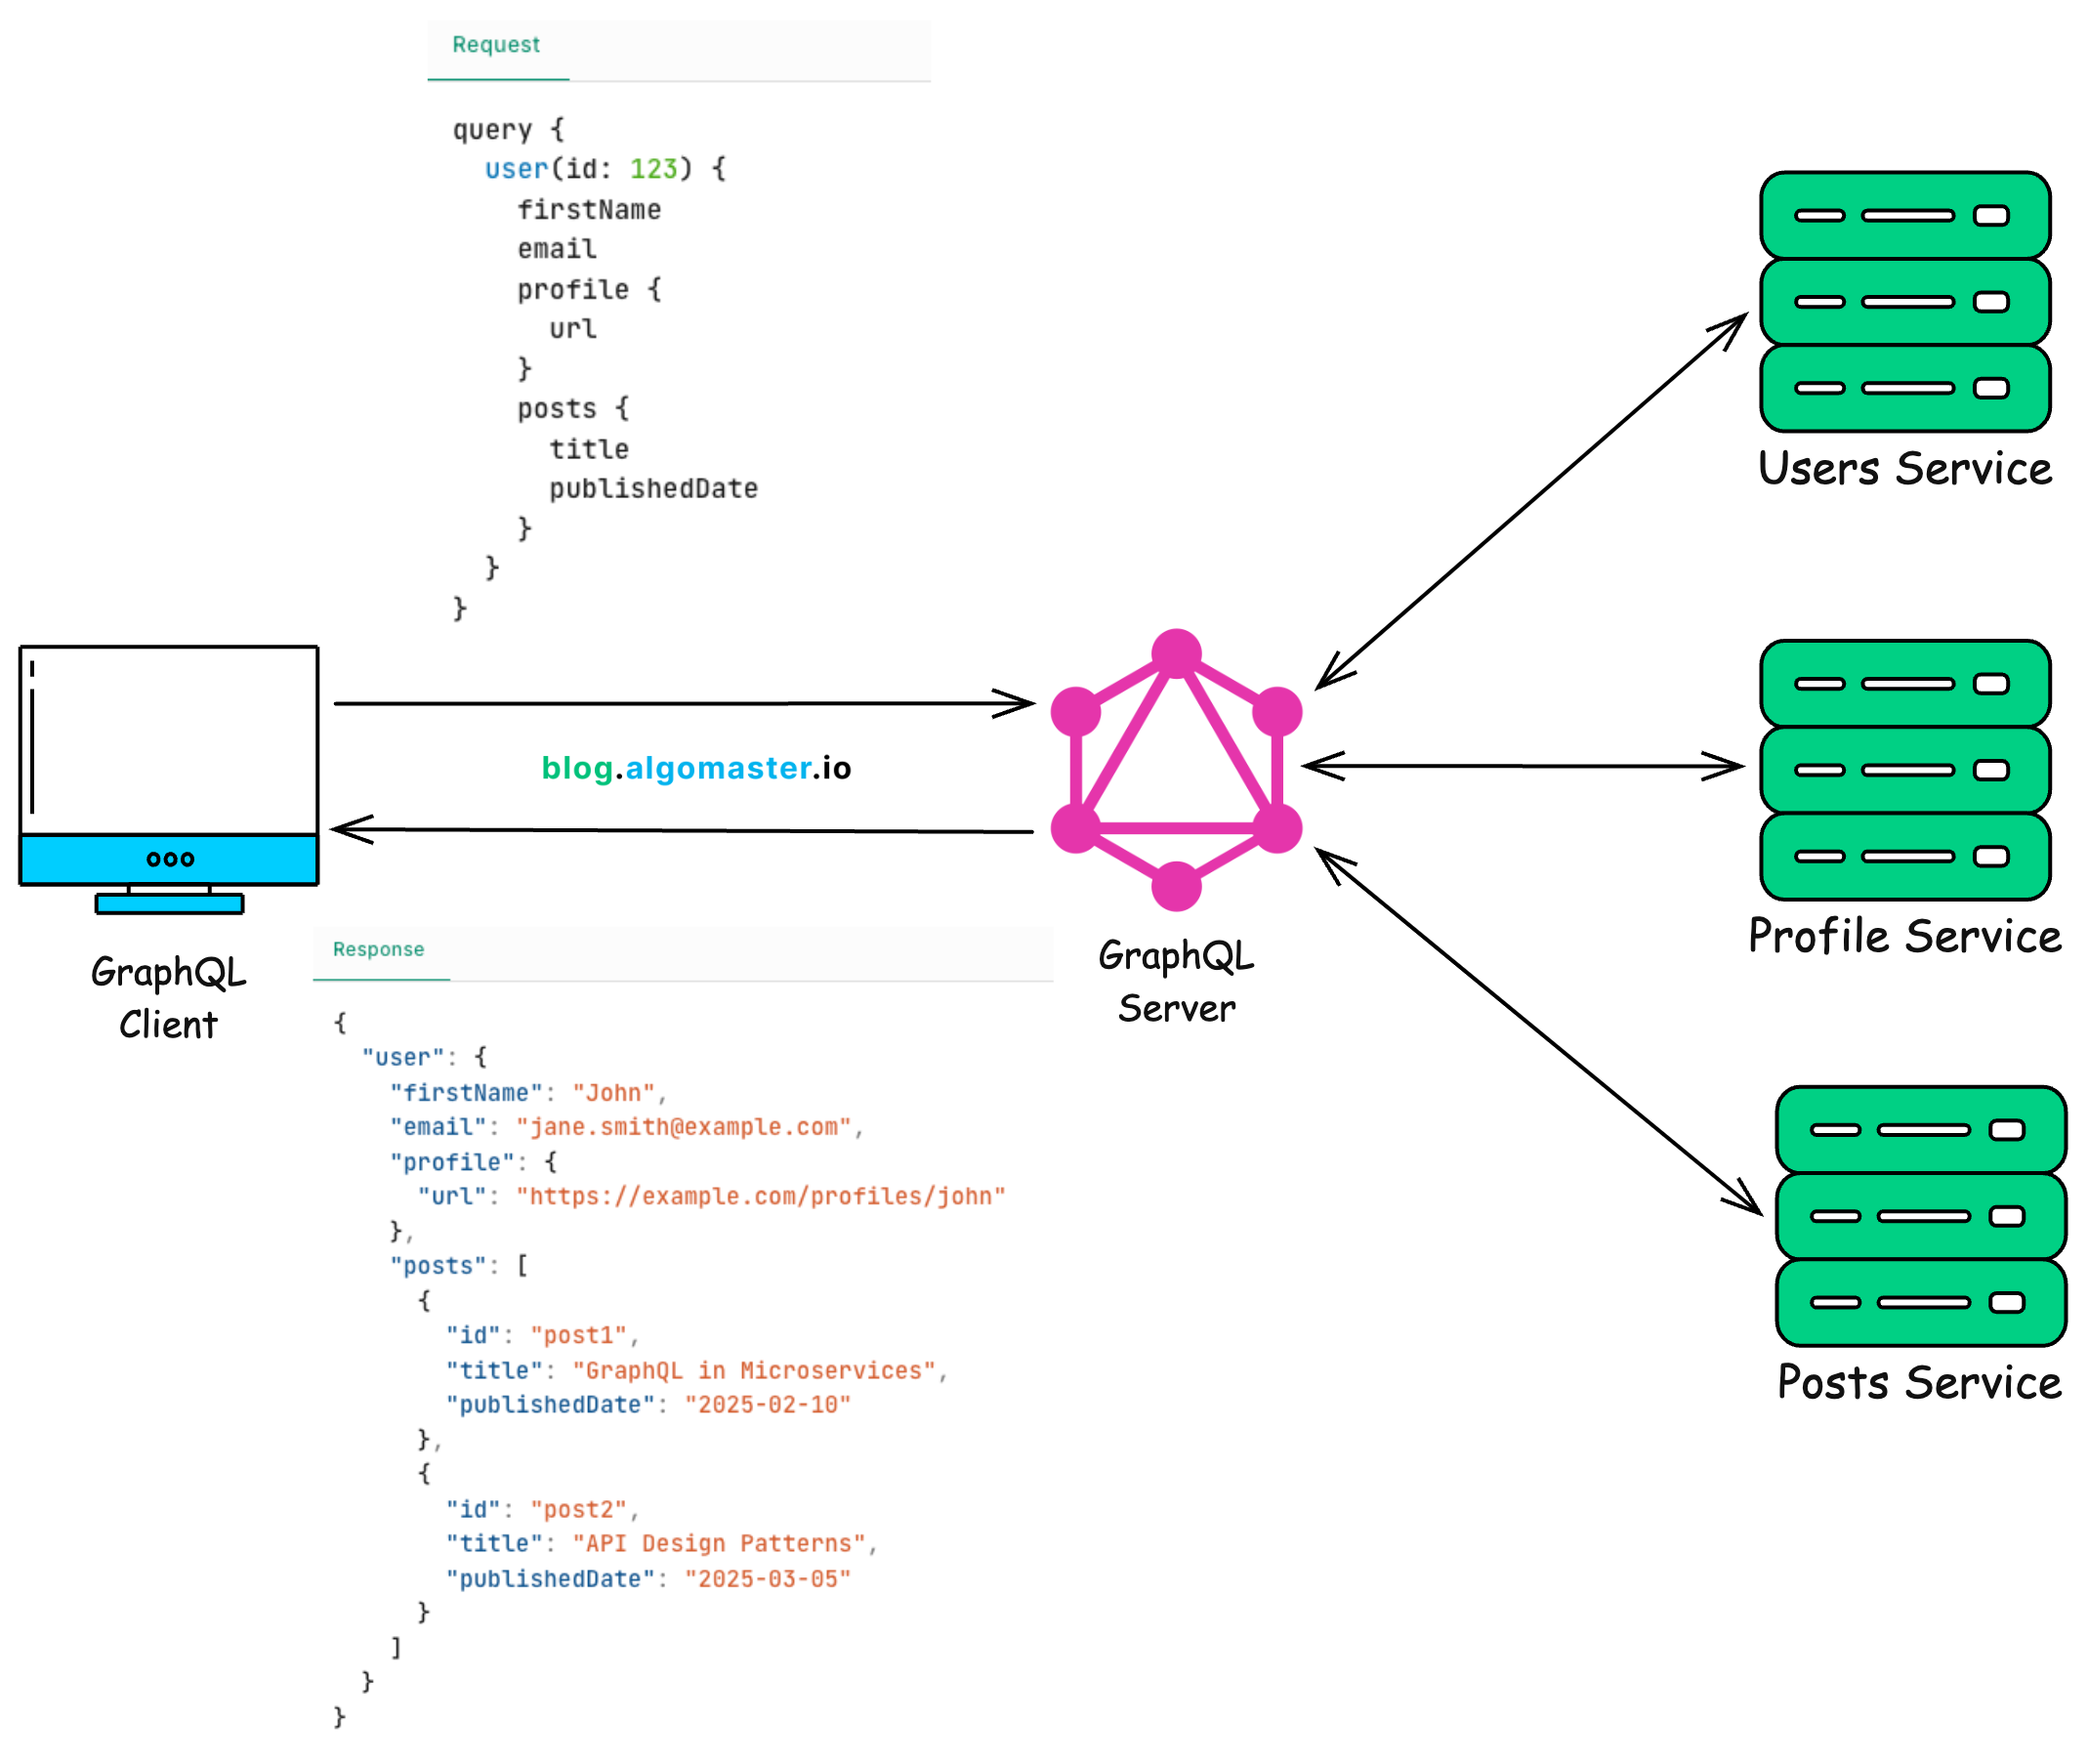 Request
query {
  user(id: 123) {
    firstName
    email
    profile {
      url
    }
    posts {
      title
      publishedDate
    }
  }
}
Users Service
blog.algomaster.io
Profile Service
GraphQL
Client
GraphQL
Server
Response
{
  "user": {
    "firstName": "John",
    "email": "jane.smith@example.com",
    "profile": {
      "url": "https://example.com/profiles/john"
    },
    "posts": [
      {
        "id": "post1",
        "title": "GraphQL in Microservices",
        "publishedDate": "2025-02-10"
      },
      {
        "id": "post2",
        "title": "API Design Patterns",
        "publishedDate": "2025-03-05"
      }
    ]
  }
}
Posts Service